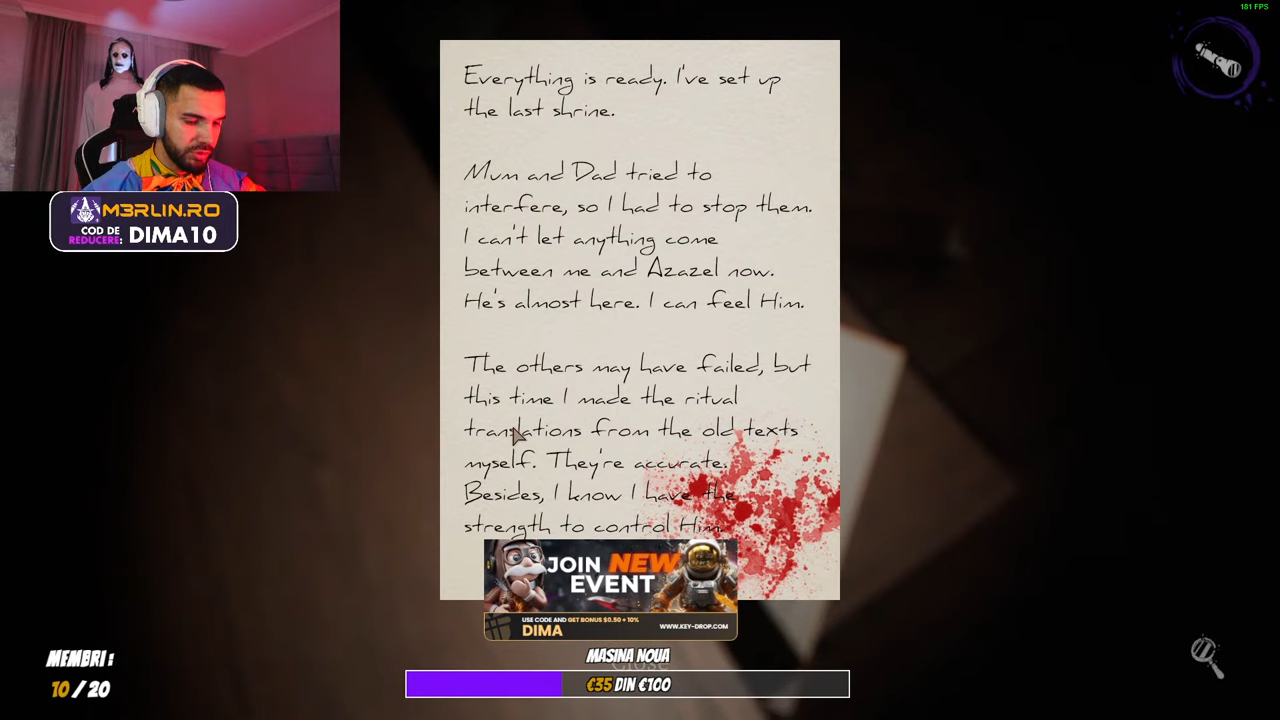 181 FPS
Everything is ready. I've set up
the last shrine.
Mum and Dad tried to
interfere, so I had to stop them.
I can't let anything come
between me and Azazel now.
He's almost here. I can feel Him.
The others may have failed, but
this time I made the ritual
translations from the old texts
myself. They're accurate.
Besides, I know I have the
strength to control Him.
M3RLIN.RO
COD DE
REDUCERE: DIMA10
JOIN NEW
EVENT
USE CODE AND GET BONUS $0.50 + 10%
DIMA
WWW.KEY-DROP.COM
MASINA NOUA
Close
€35 DIN €100
MEMBRI:
10 / 20